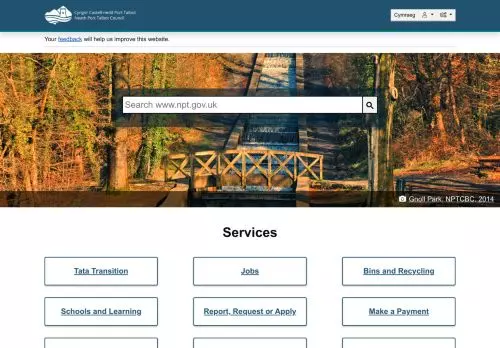 Cyngor Castell-nedd Port Talbot
Neath Port Talbot Council
Cymraeg
Your feedback will help us improve this website.
Search www.npt.gov.uk
Gnoll Park, NPTCBC, 2014
Services
Tata Transition
Jobs
Bins and Recycling
Schools and Learning
Report, Request or Apply
Make a Payment